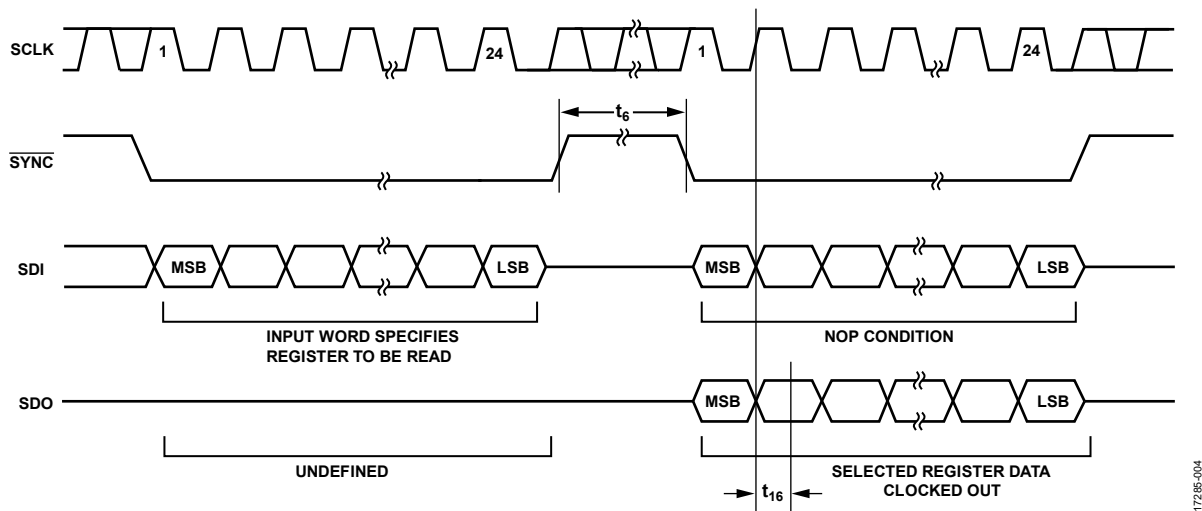 SCLK
1
24
1
24
t6
SYNC
SDI
MSB
LSB
MSB
LSB
INPUT WORD SPECIFIES
REGISTER TO BE READ
NOP CONDITION
SDO
MSB
LSB
UNDEFINED
SELECTED REGISTER DATA
CLOCKED OUT
t16
17285-004